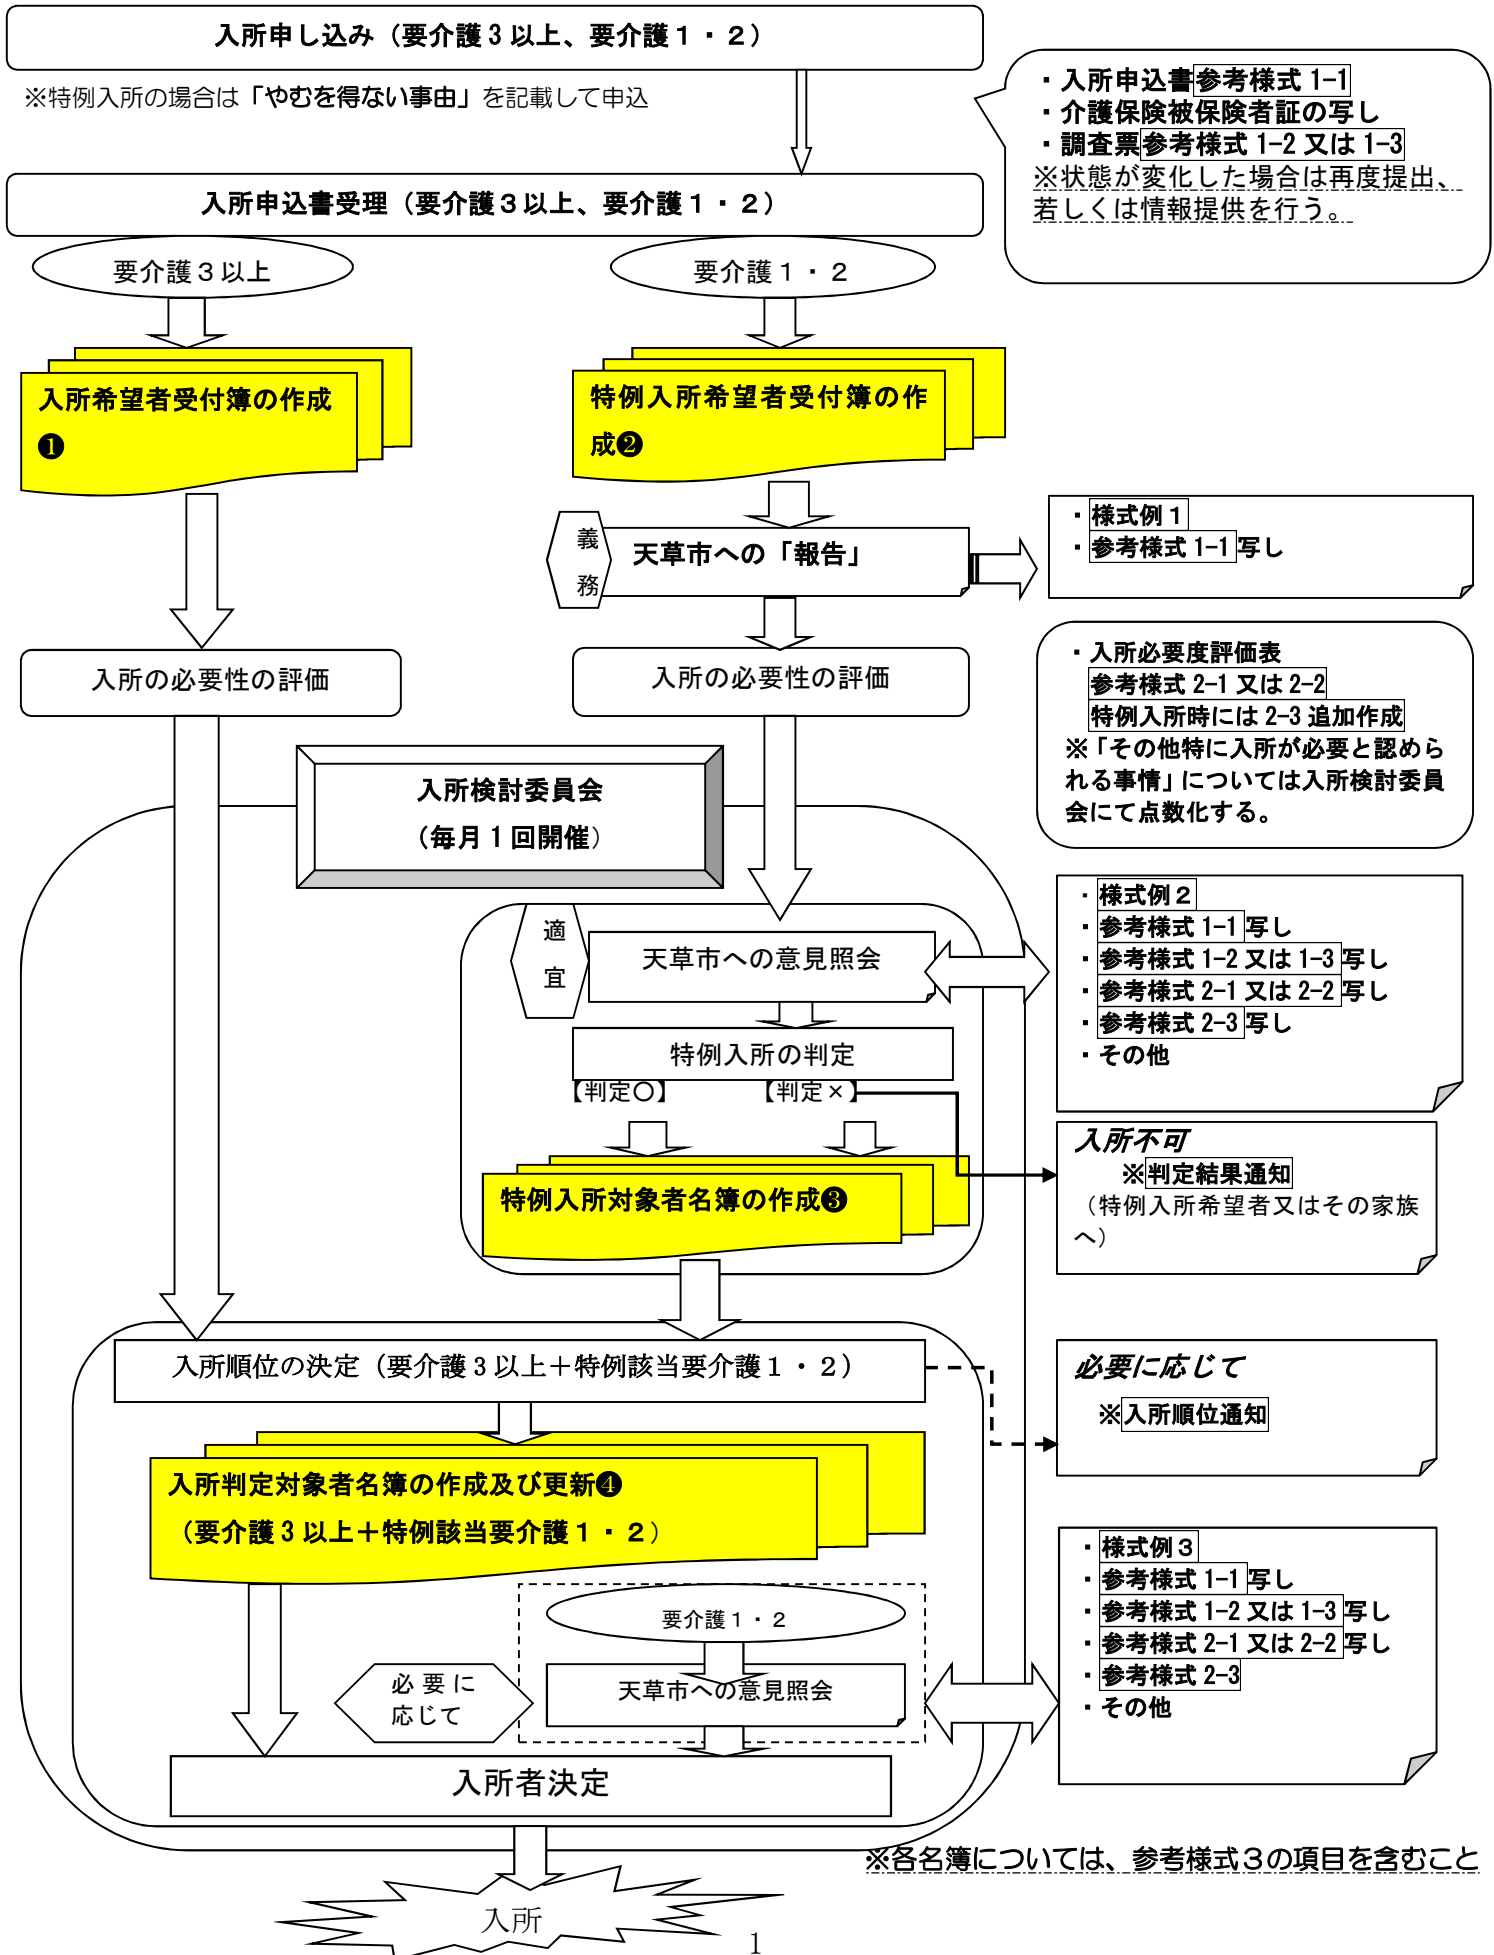 入所申し込み（要介護３以上、要介護１・２）
※特例入所の場合は「やむを得ない事由」を記載して申込
・入所申込書参考様式 1-1
・介護保険被保険者証の写し
・調査票参考様式 1-2 又は 1-3
※状態が変化した場合は再度提出、
若しくは情報提供を行う。
入所申込書受理（要介護３以上、要介護１・２）
要介護３以上
要介護１・２
入所希望者受付簿の作成
❶
特例入所希望者受付簿の作
成❷
義
務
天草市への「報告」
・様式例１
・参考様式 1-1 写し
入所の必要性の評価
入所の必要性の評価
・入所必要度評価表
参考様式 2-1 又は 2-2
特例入所時には 2-3 追加作成
※「その他特に入所が必要と認めら
れる事情」については入所検討委員
会にて点数化する。
入所検討委員会
（毎月１回開催）
適
宜
天草市への意見照会
・様式例２
・参考様式 1-1 写し
・参考様式 1-2 又は 1-3 写し
・参考様式 2-1 又は 2-2 写し
・参考様式 2-3 写し
・その他
特例入所の判定
【判定〇】
【判定×】
入所不可
※判定結果通知
（特例入所希望者又はその家族
へ）
特例入所対象者名簿の作成❸
入所順位の決定（要介護３以上＋特例該当要介護１・２）
必要に応じて
※入所順位通知
入所判定対象者名簿の作成及び更新❹
（要介護３以上＋特例該当要介護１・２）
・様式例３
・参考様式 1-1 写し
・参考様式 1-2 又は 1-3 写し
・参考様式 2-1 又は 2-2 写し
・参考様式 2-3
・その他
要介護１・２
必要に
応じて
天草市への意見照会
入所者決定
※各名簿については、参考様式３の項目を含むこと
入所
1